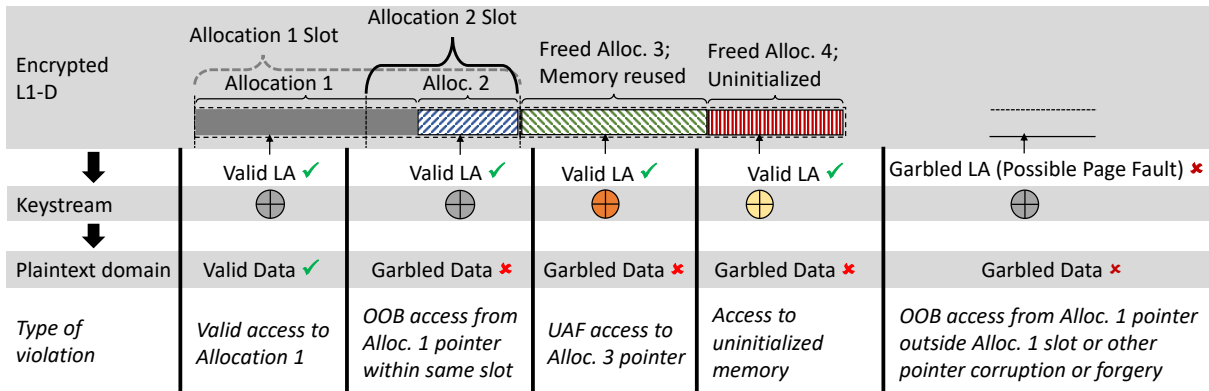 Allocation 2 Slot
Allocation 1 Slot
Encrypted
L1-D
Freed Alloc. 3;
Memory reused
Freed Alloc. 4;
Uninitialized
Allocation 1
Alloc. 2
Valid LA ✓
Valid LA ✓
Valid LA ✓
Valid LA ✓
Garbled LA (Possible Page Fault) ✘
Keystream
Plaintext domain
Valid Data ✓
Garbled Data ✘
Garbled Data ✘
Garbled Data ✘
Garbled Data ✘
Type of
violation
Valid access to
Allocation 1
OOB access from
Alloc. 1 pointer
within same slot
UAF access to
Alloc. 3 pointer
Access to
uninitialized
memory
OOB access from Alloc. 1 pointer
outside Alloc. 1 slot or other
pointer corruption or forgery